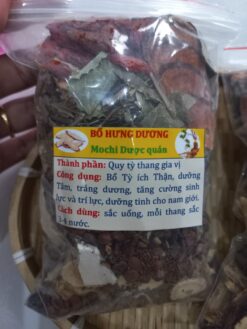 BỔ HƯNG DƯƠNG
Mochi Dược quán
Thành phần: Quy tỳ thang gia vị
Công dụng: Bổ Tỳ ích Thận, dưỡng
Tâm, tráng dương, tăng cường sinh
lực và trí lực, dưỡng tinh cho nam giới.
Cách dùng: sắc uống, mỗi thang sắc
3-4 nước.